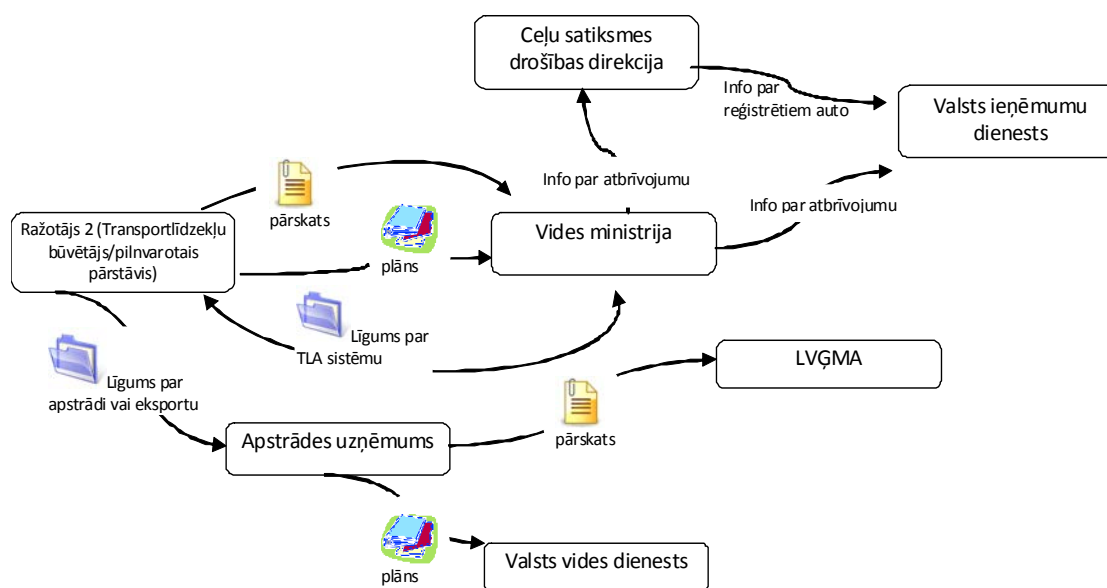 Ceļu satiksmes
drošības direkcija
Info par
reģistrētiem auto
Valsts ieņēmumu
dienests
pārskats
Info par atbrīvojumu
Info par atbrīvojumu
Ražotājs 2 (Transportlīdzekļu
būvētājs/pilnvarotais
pārstāvis)
plāns
Vides ministrija
Līgums par
TLA sistēmu
LVĢMA
Līgums par
apstrādi vai eksportu
pārskats
Apstrādes uzņēmums
plāns
Valsts vides dienests